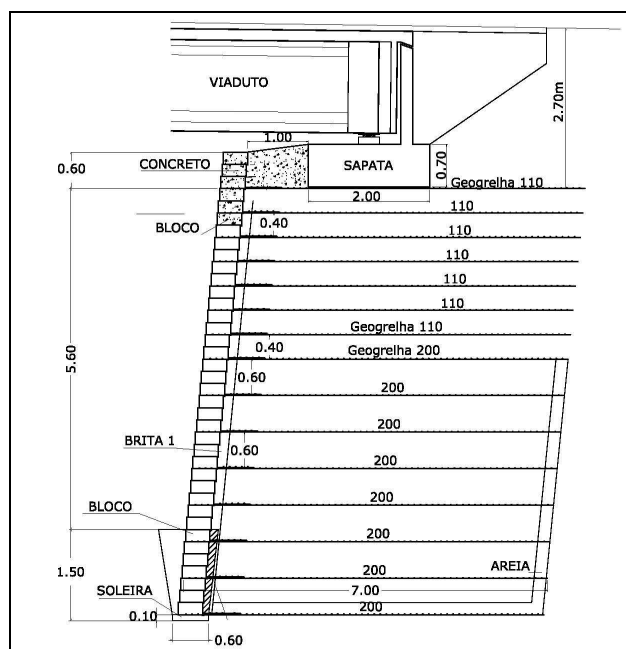 VIADUTO
2.70m
1.00
0.60
CONCRETO
SAPATA
0.70
Geogrelha 110
2.00
110
BLOCO
0.40
110
110
110
110
Geogrelha 110
0.40
Geogrelha 200
5.60
0.60
200
200
BRITA 1
0.60
200
200
BLOCO
200
1.50
200
AREIA
SOLEIRA
7.00
0.10
200
0.60